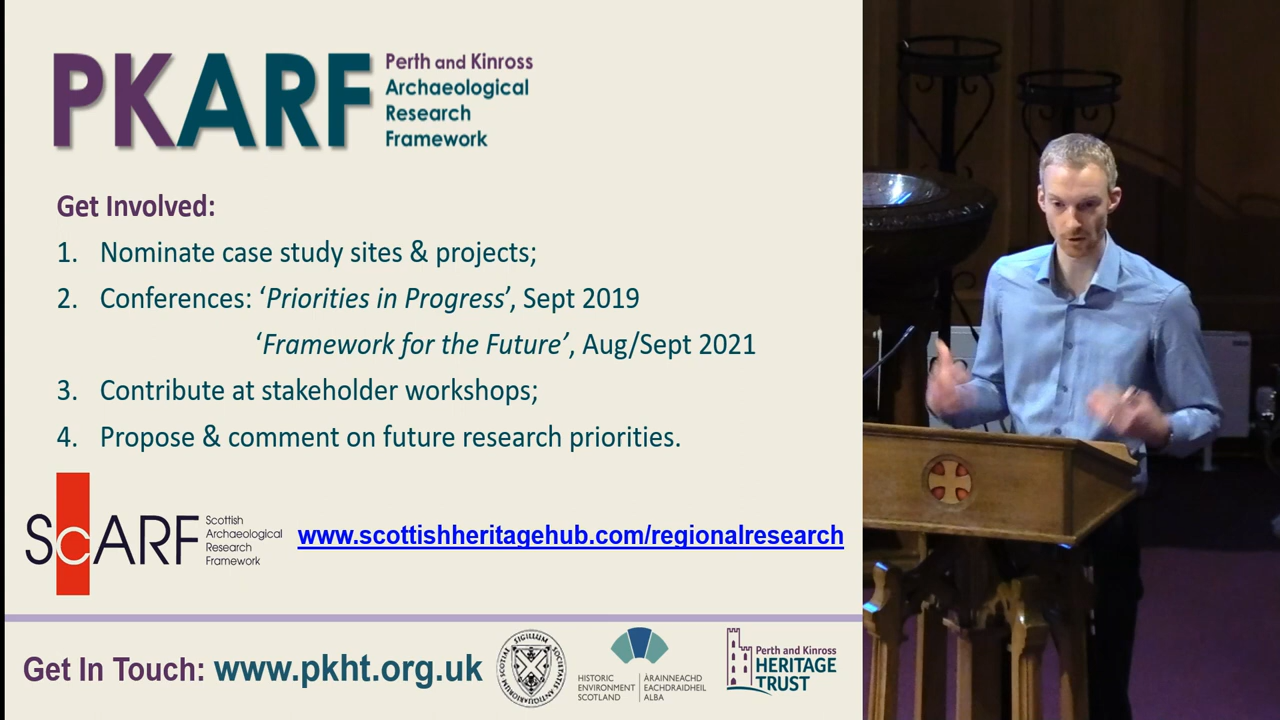 PKARF
Perth and Kinross
Archaeological
Research
Framework
Get Involved:
1. Nominate case study sites & projects;
2. Conferences: ‘Priorities in Progress’, Sept 2019
‘Framework for the Future’, Aug/Sept 2021
3. Contribute at stakeholder workshops;
4. Propose & comment on future research priorities.
ScARF
Scottish
Archaeological
Research
Framework
www.scottishheritagehub.com/regionalresearch
Get In Touch: www.pkht.org.uk
HISTORIC
ENVIRONMENT
SCOTLAND
ÀRAINNEACHD
EACHDRAIDHEIL
ALBA
Perth and Kinross
HERITAGE
TRUST